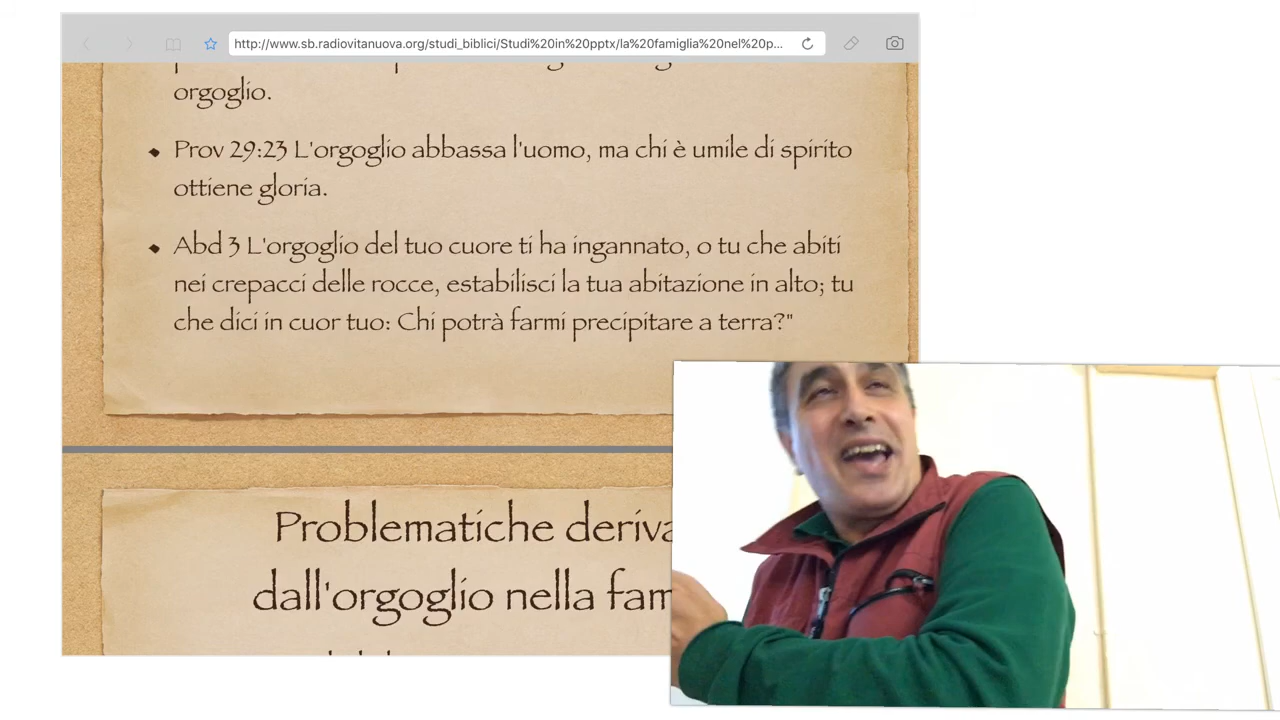 http://www.sb.radiovitanuova.org/studi_biblici/Studi%20in%20pptx/la%20famiglia%20nel%20p...
orgoglio.
Prov 29:23 L'orgoglio abbassa l'uomo, ma chi è umile di spirito
ottiene gloria.
Abd 3 L'orgoglio del tuo cuore ti ha ingannato, o tu che abiti
nei crepacci delle rocce, estabilisci la tua abitazione in alto; tu
che dici in cuor tuo: Chi potrà farmi precipitare a terra?"
Problematiche deriva
dall'orgoglio nella fam